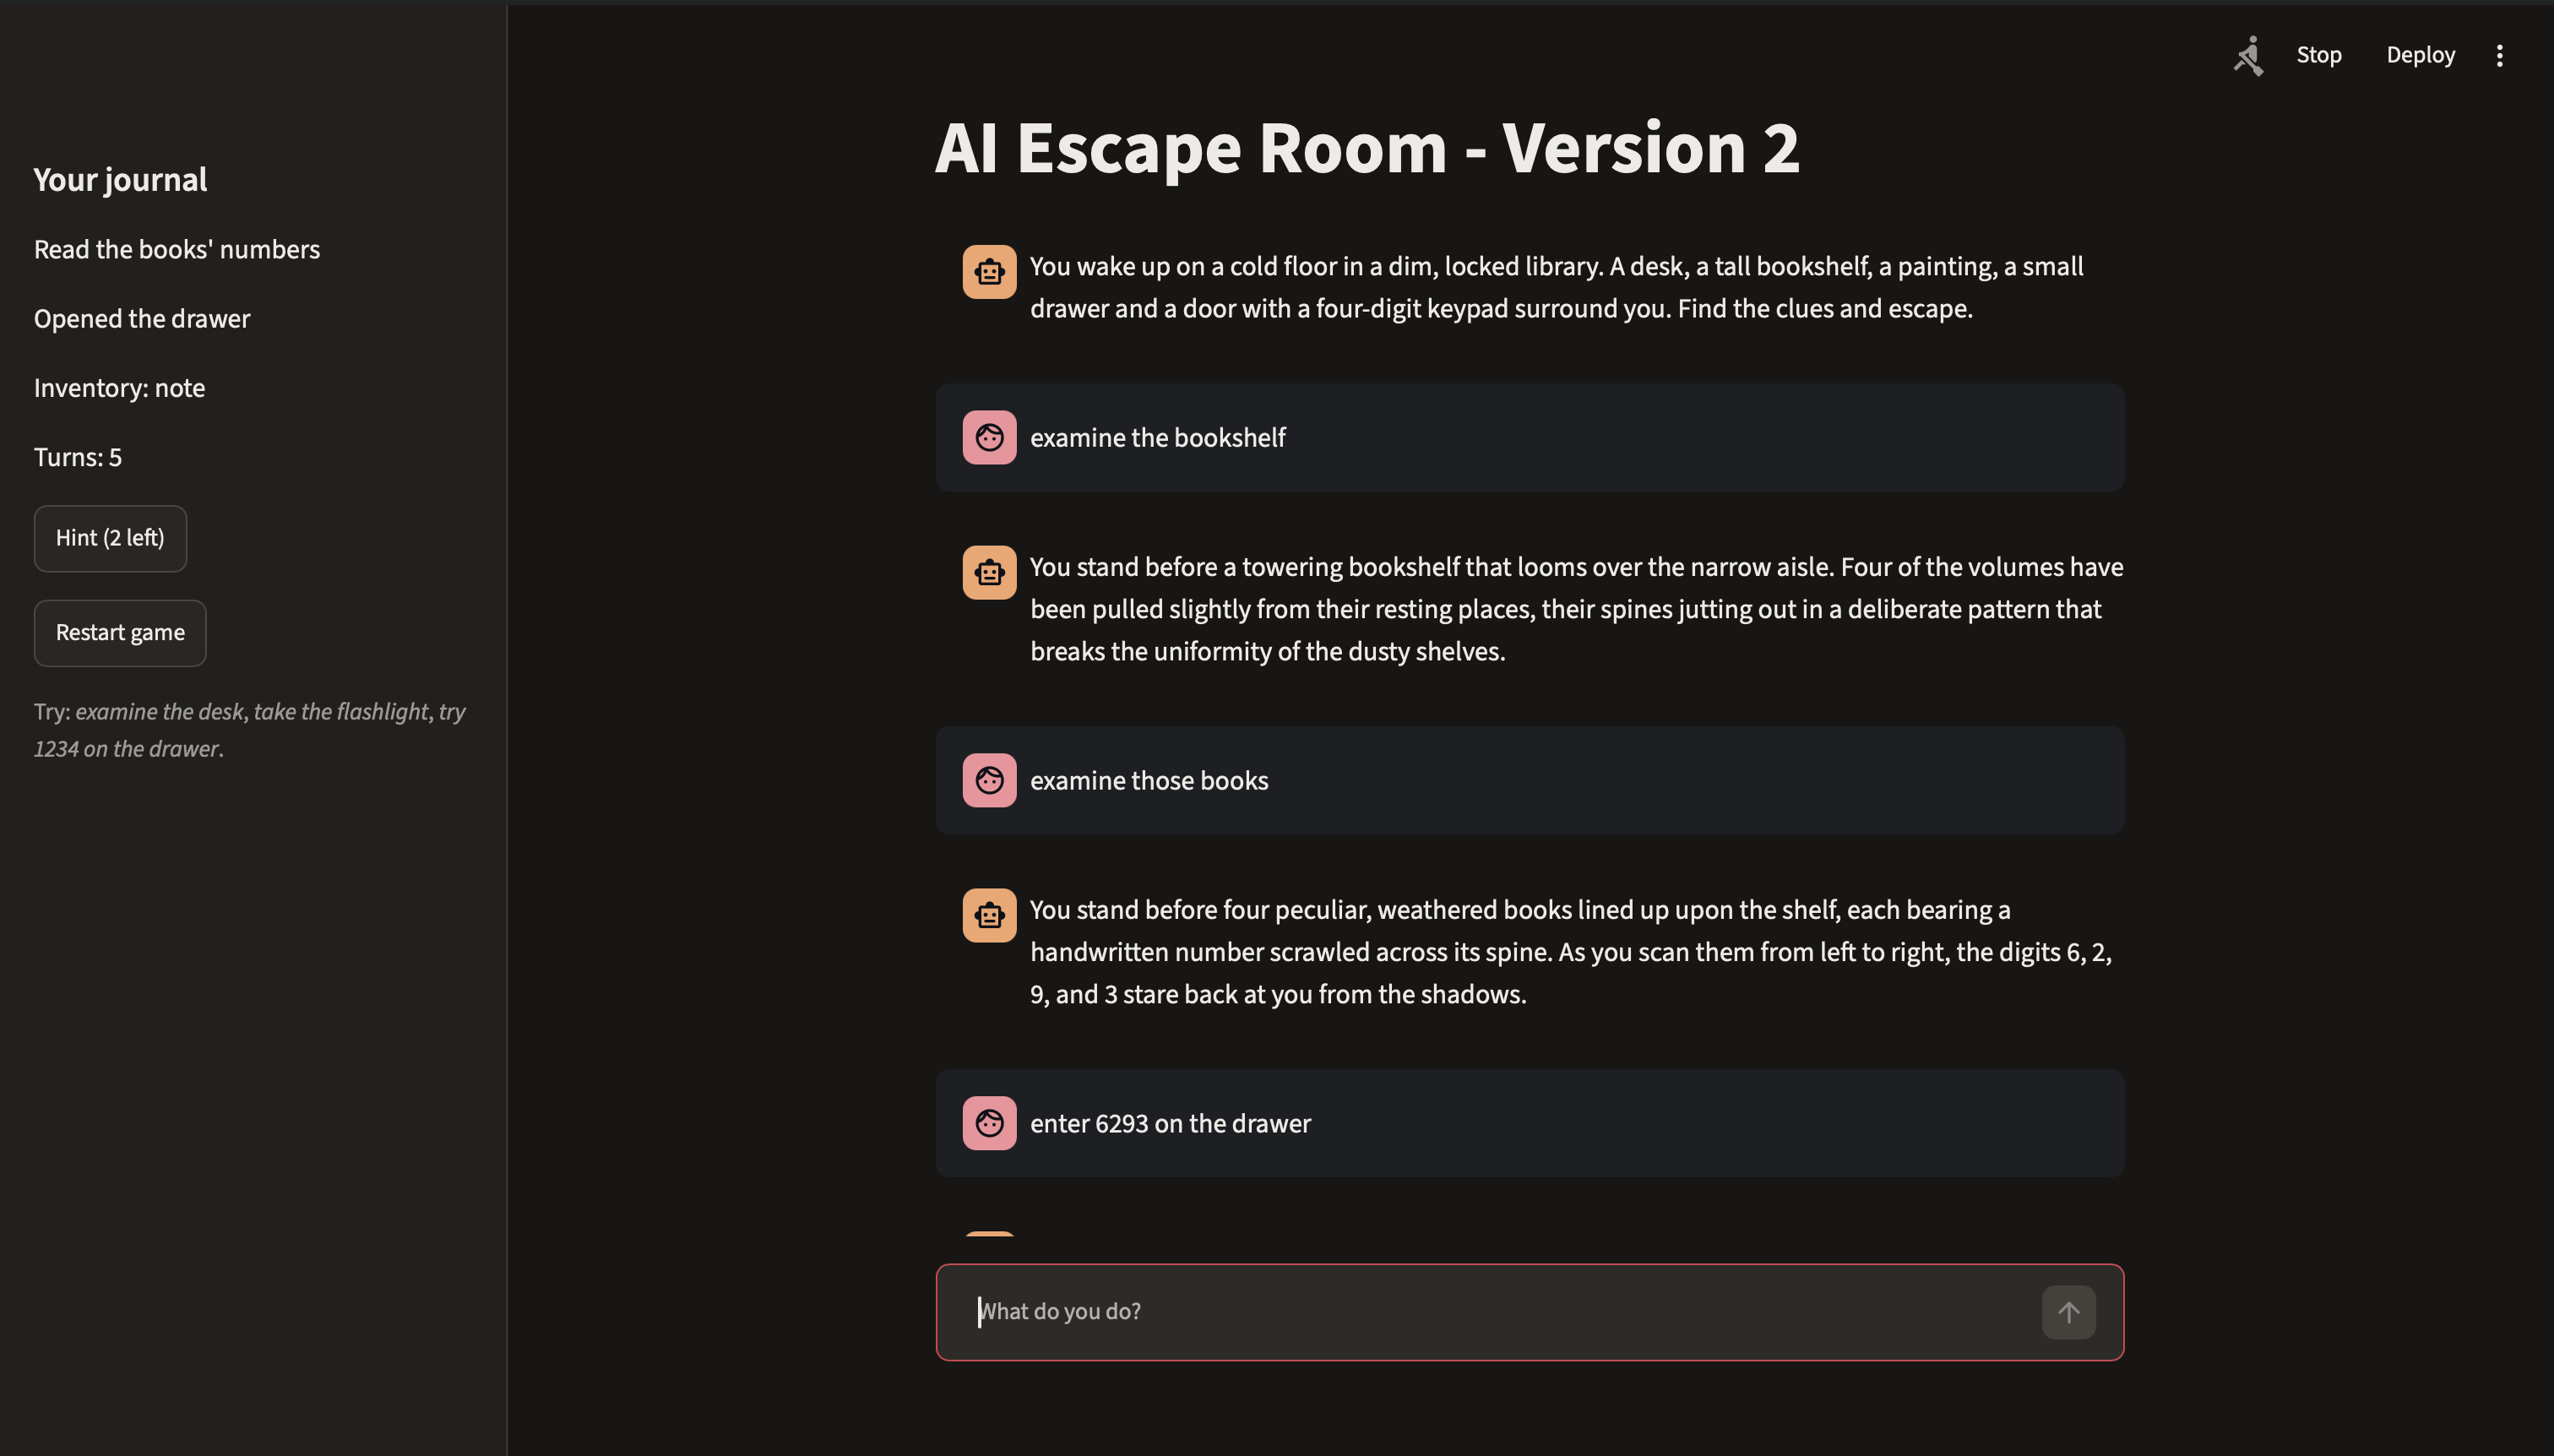 Stop
Deploy
Your journal
Read the books' numbers
Opened the drawer
Inventory: note
Turns: 5
Hint (2 left)
Restart game
Try: examine the desk, take the flashlight, try
1234 on the drawer.
AI Escape Room - Version 2
You wake up on a cold floor in a dim, locked library. A desk, a tall bookshelf, a painting, a small
drawer and a door with a four-digit keypad surround you. Find the clues and escape.
examine the bookshelf
You stand before a towering bookshelf that looms over the narrow aisle. Four of the volumes have
been pulled slightly from their resting places, their spines jutting out in a deliberate pattern that
breaks the uniformity of the dusty shelves.
examine those books
You stand before four peculiar, weathered books lined up upon the shelf, each bearing a
handwritten number scrawled across its spine. As you scan them from left to right, the digits 6, 2,
9, and 3 stare back at you from the shadows.
enter 6293 on the drawer
What do you do?